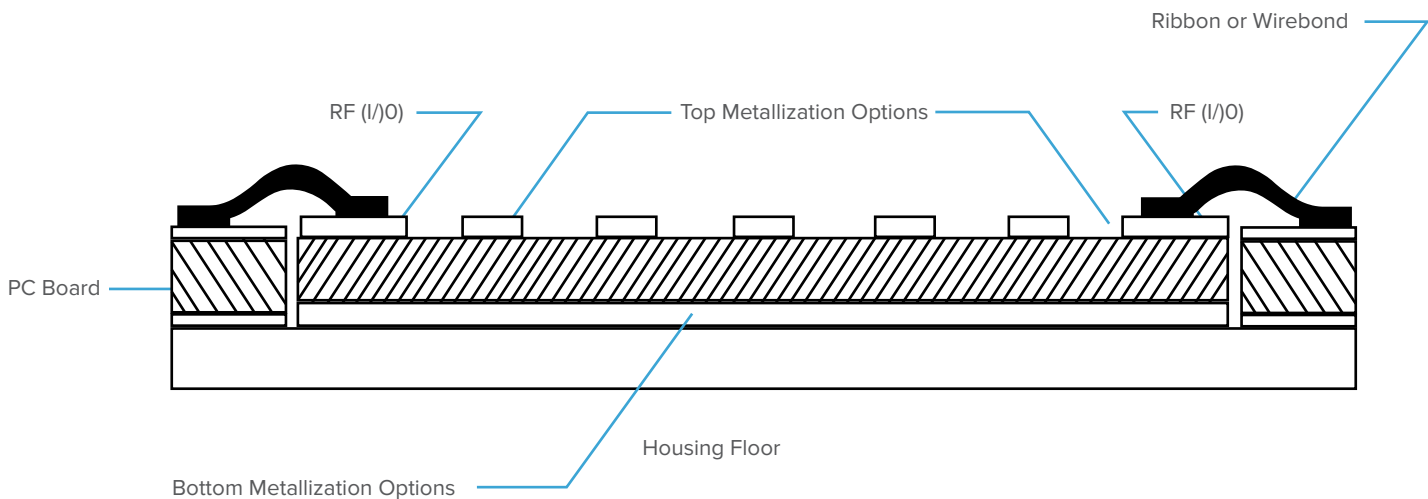 Ribbon or Wirebond
RF (I/)0)
Top Metallization Options
RF (I/)0)
PC Board
Housing Floor
Bottom Metallization Options